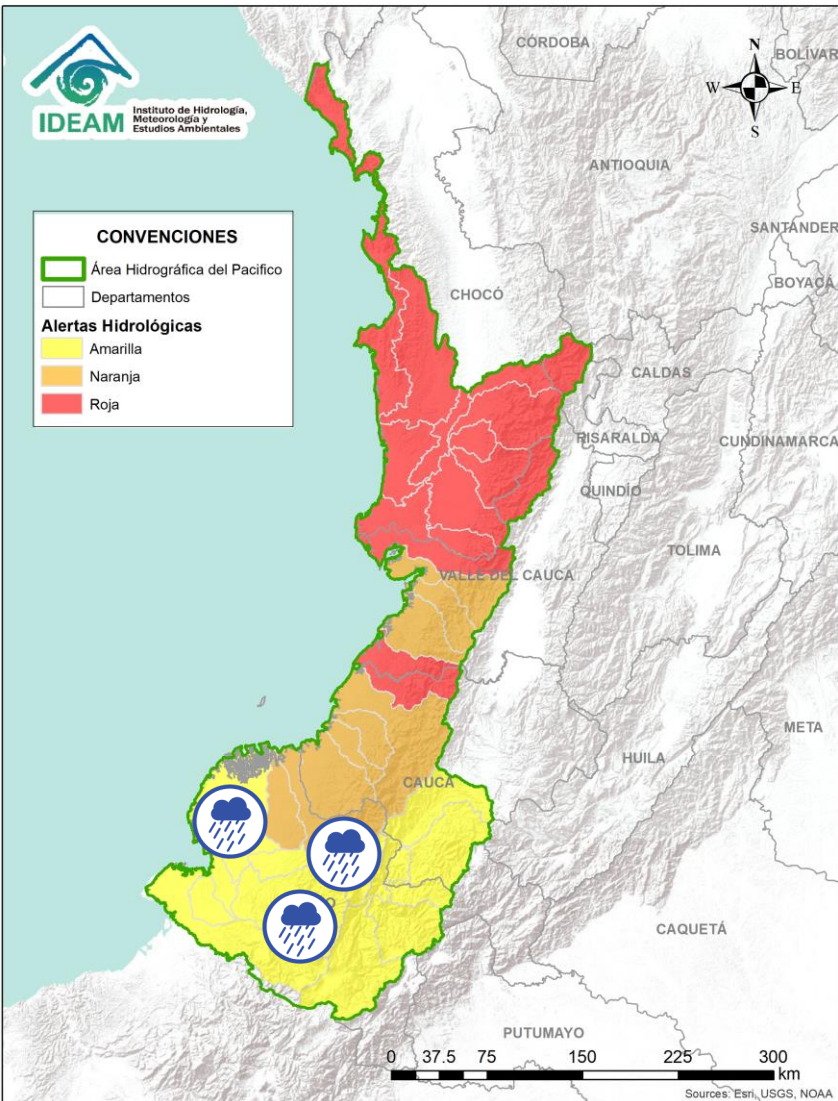 IDEAM
Instituto de Hidrología,
Meteorología y
Estudios Ambientales
CÓRDOBA
BOLÍVAR
N
W
E
S
ANTIOQUIA
SANTANDER
BOYACÁ
CONVENCIONES
Área Hidrográfica del Pacifico
Departamentos
Alertas Hidrológicas
Amarilla
Naranja
Roja
CHOCÓ
CALDAS
RISARALDA
CUNDINAMARCA
QUINDÍO
TOLIMA
VALLE DEL CAUCA
META
HUILA
CAUCA
CAQUETÁ
PUTUMAYO
0 37.5 75 150 225 300
km
Sources: Esri, USGS, NOAA